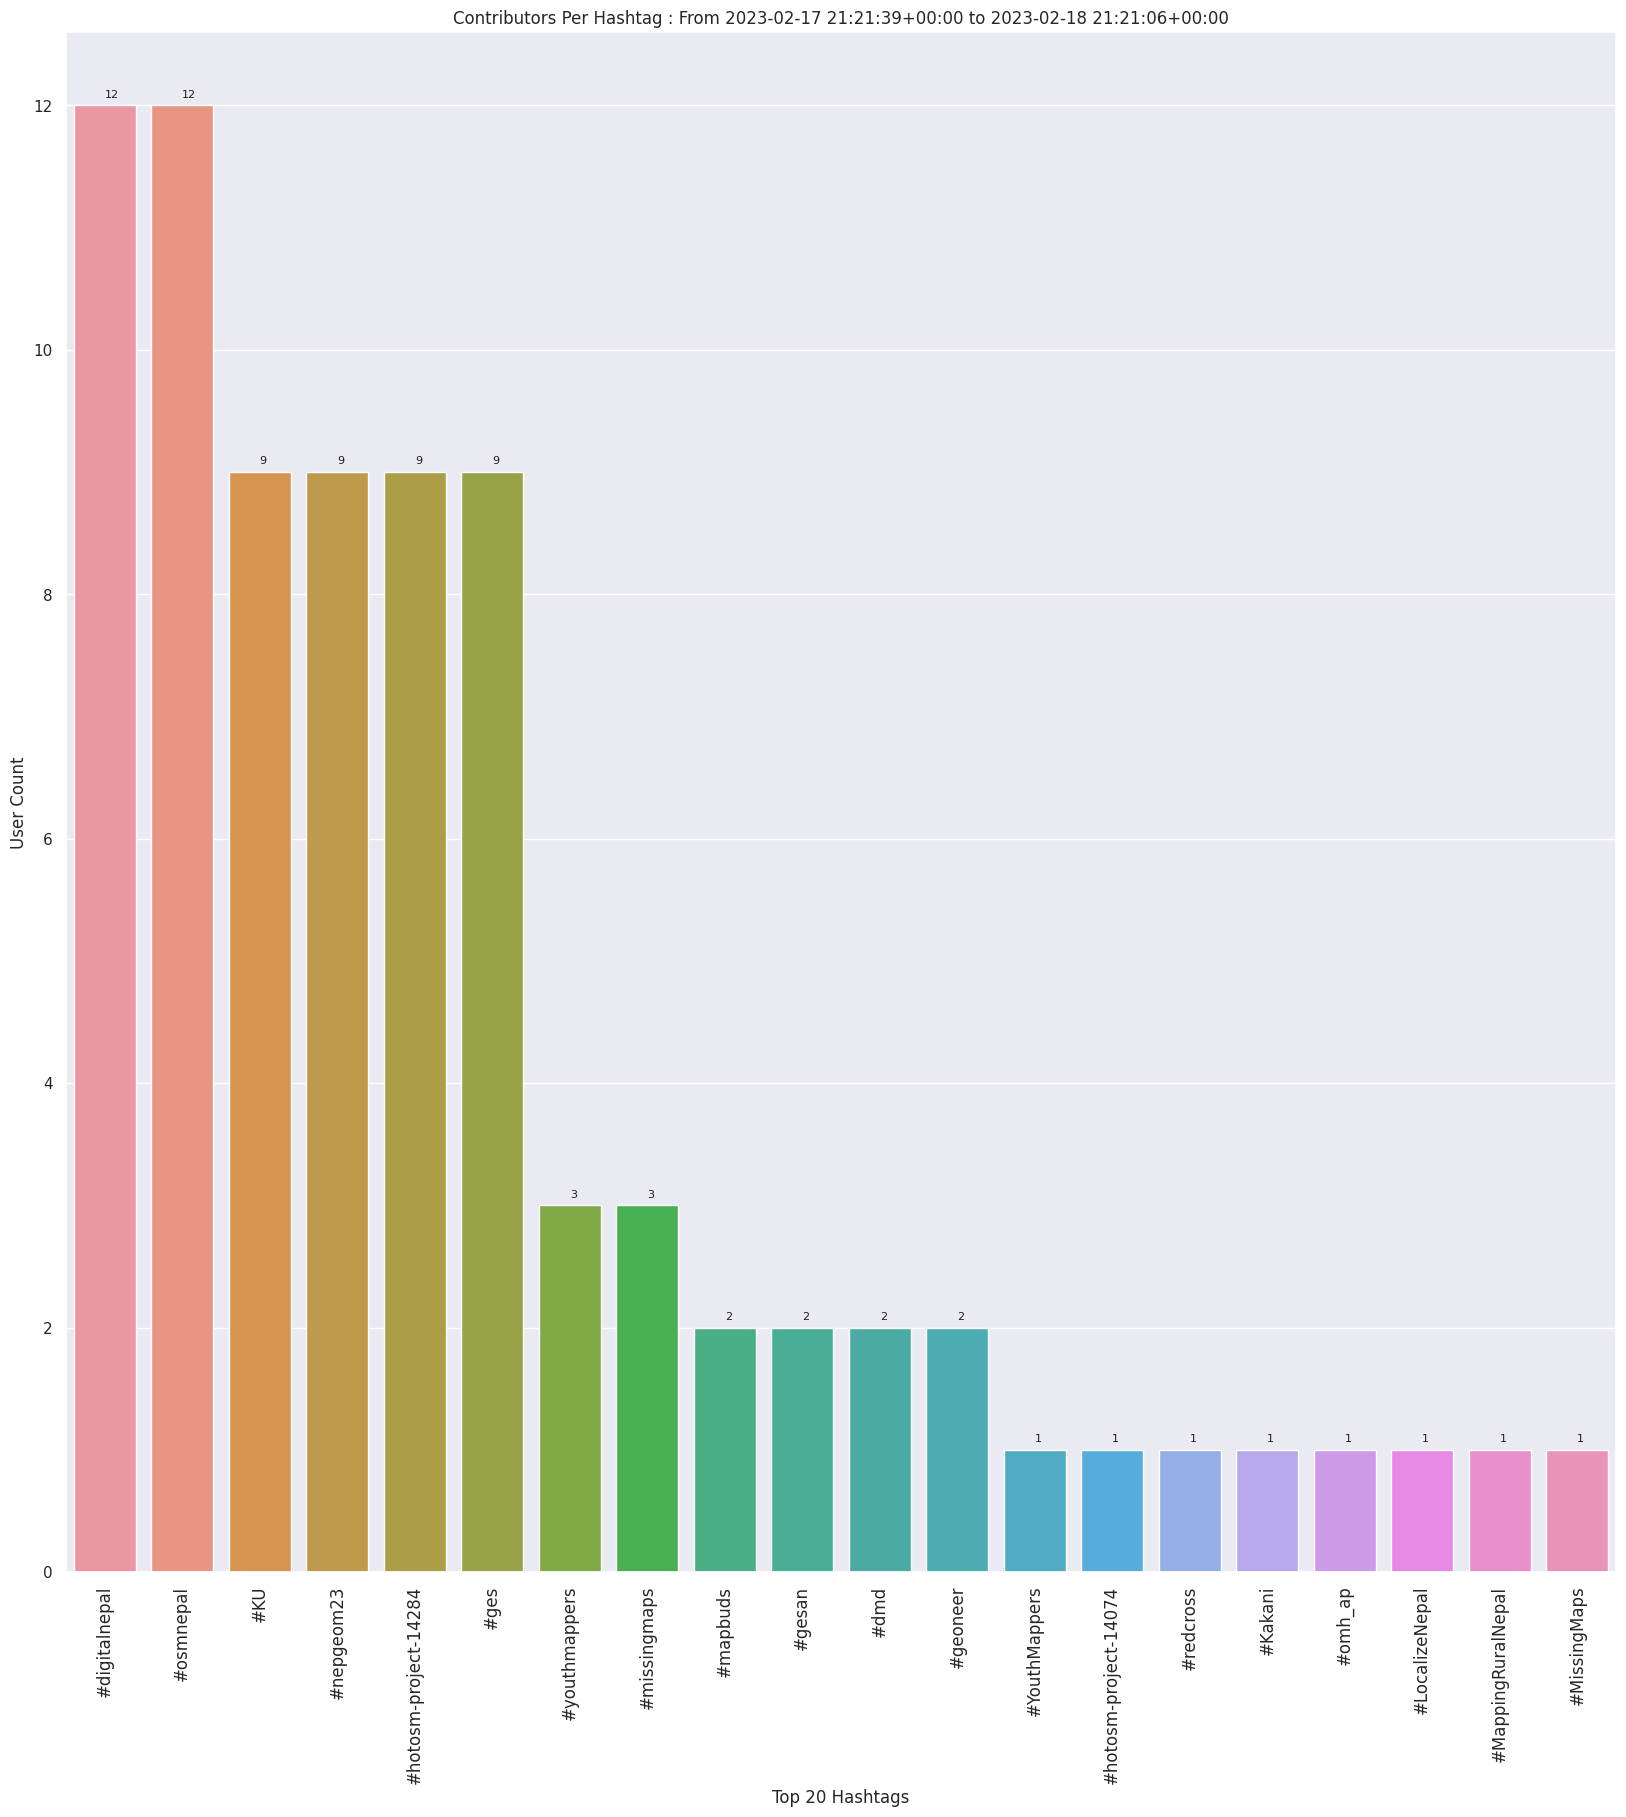 Contributors Per Hashtag : From 2023-02-17 21:21:39+00:00 to 2023-02-18 21:21:06+00:00
User Count
12
10
8
6
4
2
0
12
12
9
9
9
9
3
3
2
2
2
2
1
1
1
1
1
1
1
1
#digitalnepal
#osmnepal
#KU
#nepgeom23
#hotosm-project-14284
#ges
#youthmappers
#missingmaps
#mapbuds
#gesan
#dmd
#geoneer
#YouthMappers
#hotosm-project-14074
#redcross
#Kakani
#omh_ap
#LocalizeNepal
#MappingRuralNepal
#MissingMaps
Top 20 Hashtags